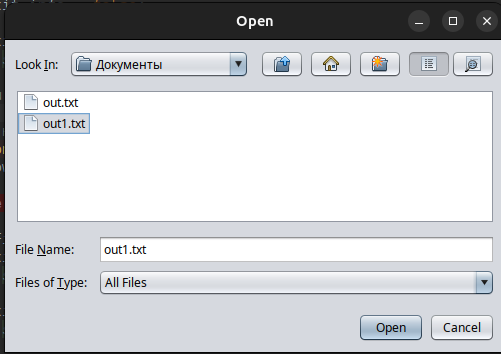 Open
Look In: Документы
out.txt
out1.txt
File Name: out1.txt
Files of Type: All Files
Open Cancel